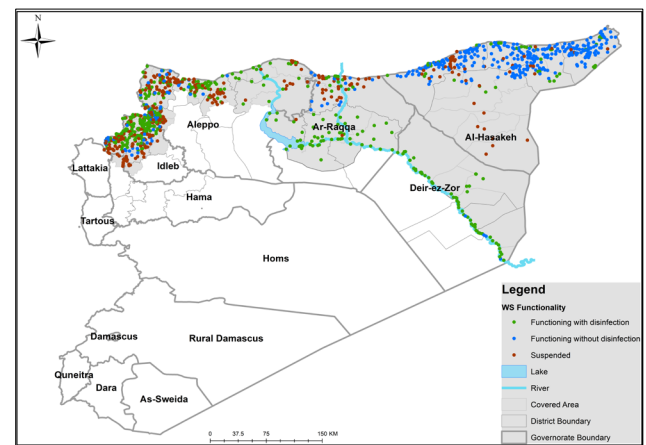 N
Aleppo
Ar-Raqqa
Al-Hasakeh
Lattakia
Idleb
Deir-ez-Zor
Hama
Tartous
Homs
Damascus
Rural Damascus
Quneitra
Dara
As-Sweida
0 37.5 75 150 KM
Legend
WS Functionality
Functioning with disinfection
Functioning without disinfection
Suspended
Lake
River
Covered Area
District Boundary
Governorate Boundary